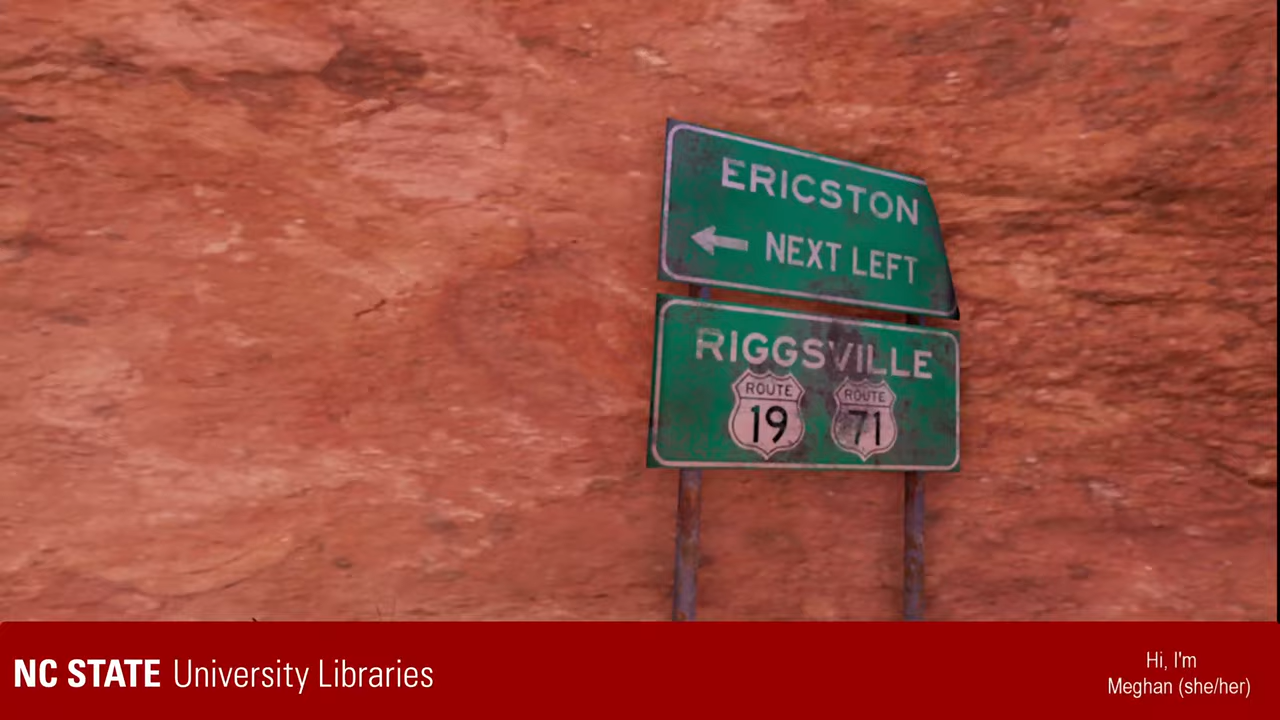 ERICSTON
NEXT LEFT
RIGGSVILLE
ROUTE ROUTE
19 71
NC STATE University Libraries
Hi, I'm
Meghan (she/her)